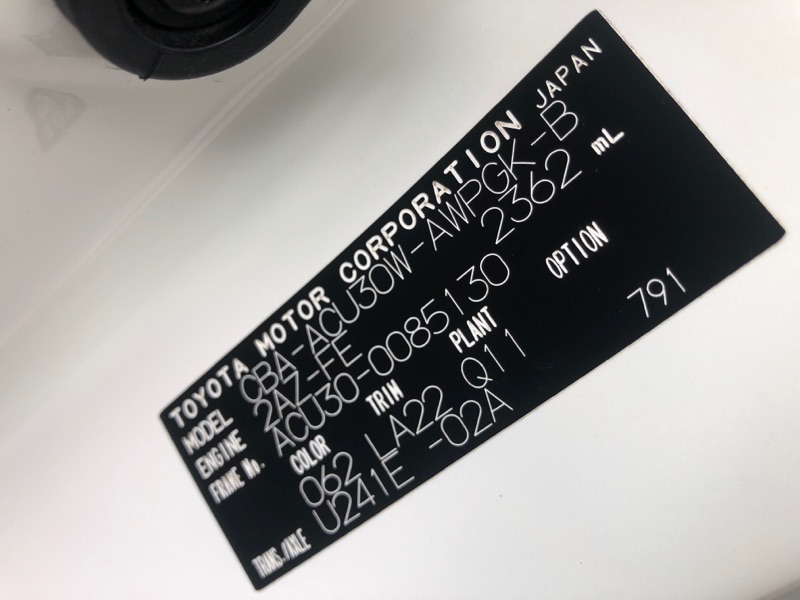 TOYOTA MOTOR CORPORATION JAPAN
MODEL CBA-ACU30W-AWPGK-B
ENGINE 2AZ-FE 2362 mL
FRAME No. ACU30-0085130
COLOR TRIM PLANT OPTION
062 LA22 Q11 791
TRANS./AXLE U241E -02A